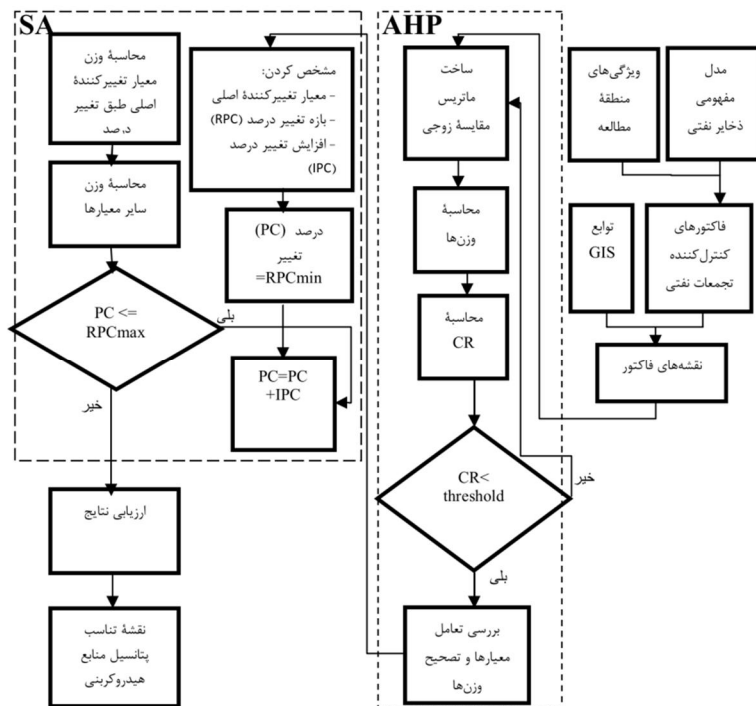 SA
محاسبهٔ وزن
معیار تغییرکنندهٔ
اصلی طبق تغییر
درصد
محاسبهٔ وزن
سایر معیارها
PC <=
RPCmax
بلی
خیر
ارزیابی نتایج
نقشهٔ تناسب
پتانسیل منابع
هیدروکربنی
مشخص کردن:
- معیار تغییرکنندهٔ اصلی
- بازه تغییر درصد (RPC)
- افزایش تغییر درصد
(IPC)
درصد (PC)
تغییر
=RPCmin
PC=PC
+IPC
AHP
ساخت
ماتریس
مقایسهٔ زوجی
محاسبهٔ
وزن‌ها
محاسبهٔ
CR
CR<
threshold
خیر
بلی
بررسی تعامل
معیارها و تصحیح
وزن‌ها
ویژگی‌های
منطقهٔ
مطالعه
مدل
مفهومی
ذخایر نفتی
توابع
GIS
فاکتورهای
کنترل‌کننده
تجمعات نفتی
نقشه‌های فاکتور